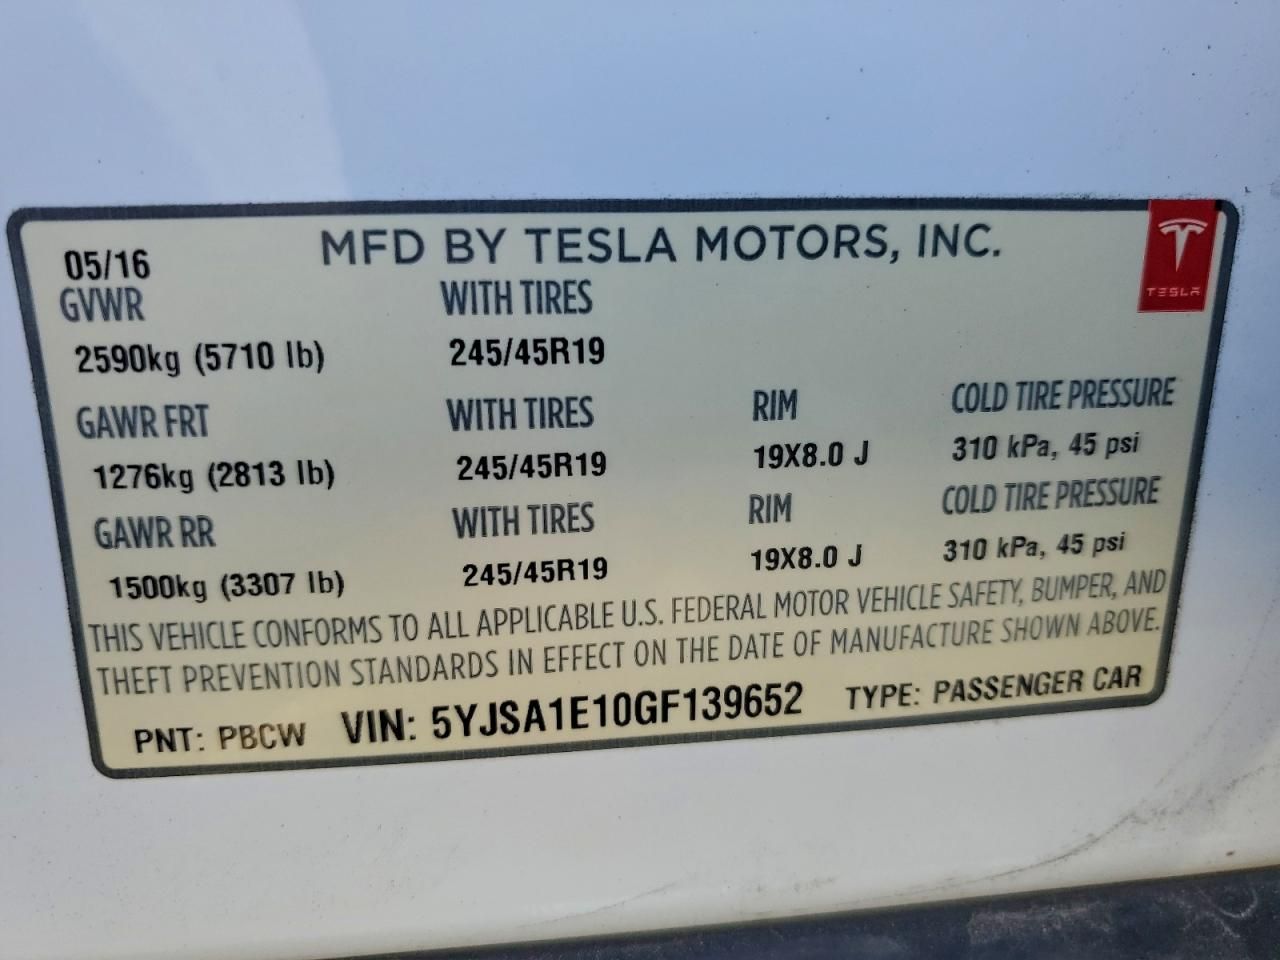 05/16 MFD BY TESLA MOTORS, INC.
TESLA
GVWR WITH TIRES
2590kg (5710 lb) 245/45R19
GAWR FRT WITH TIRES RIM COLD TIRE PRESSURE
1276kg (2813 lb) 245/45R19 19X8.0 J 310 kPa, 45 psi
GAWR RR WITH TIRES RIM COLD TIRE PRESSURE
1500kg (3307 lb) 245/45R19 19X8.0 J 310 kPa, 45 psi
THIS VEHICLE CONFORMS TO ALL APPLICABLE U.S. FEDERAL MOTOR VEHICLE SAFETY, BUMPER, AND
THEFT PREVENTION STANDARDS IN EFFECT ON THE DATE OF MANUFACTURE SHOWN ABOVE.
PNT: PBCW VIN: 5YJSA1E10GF139652 TYPE: PASSENGER CAR